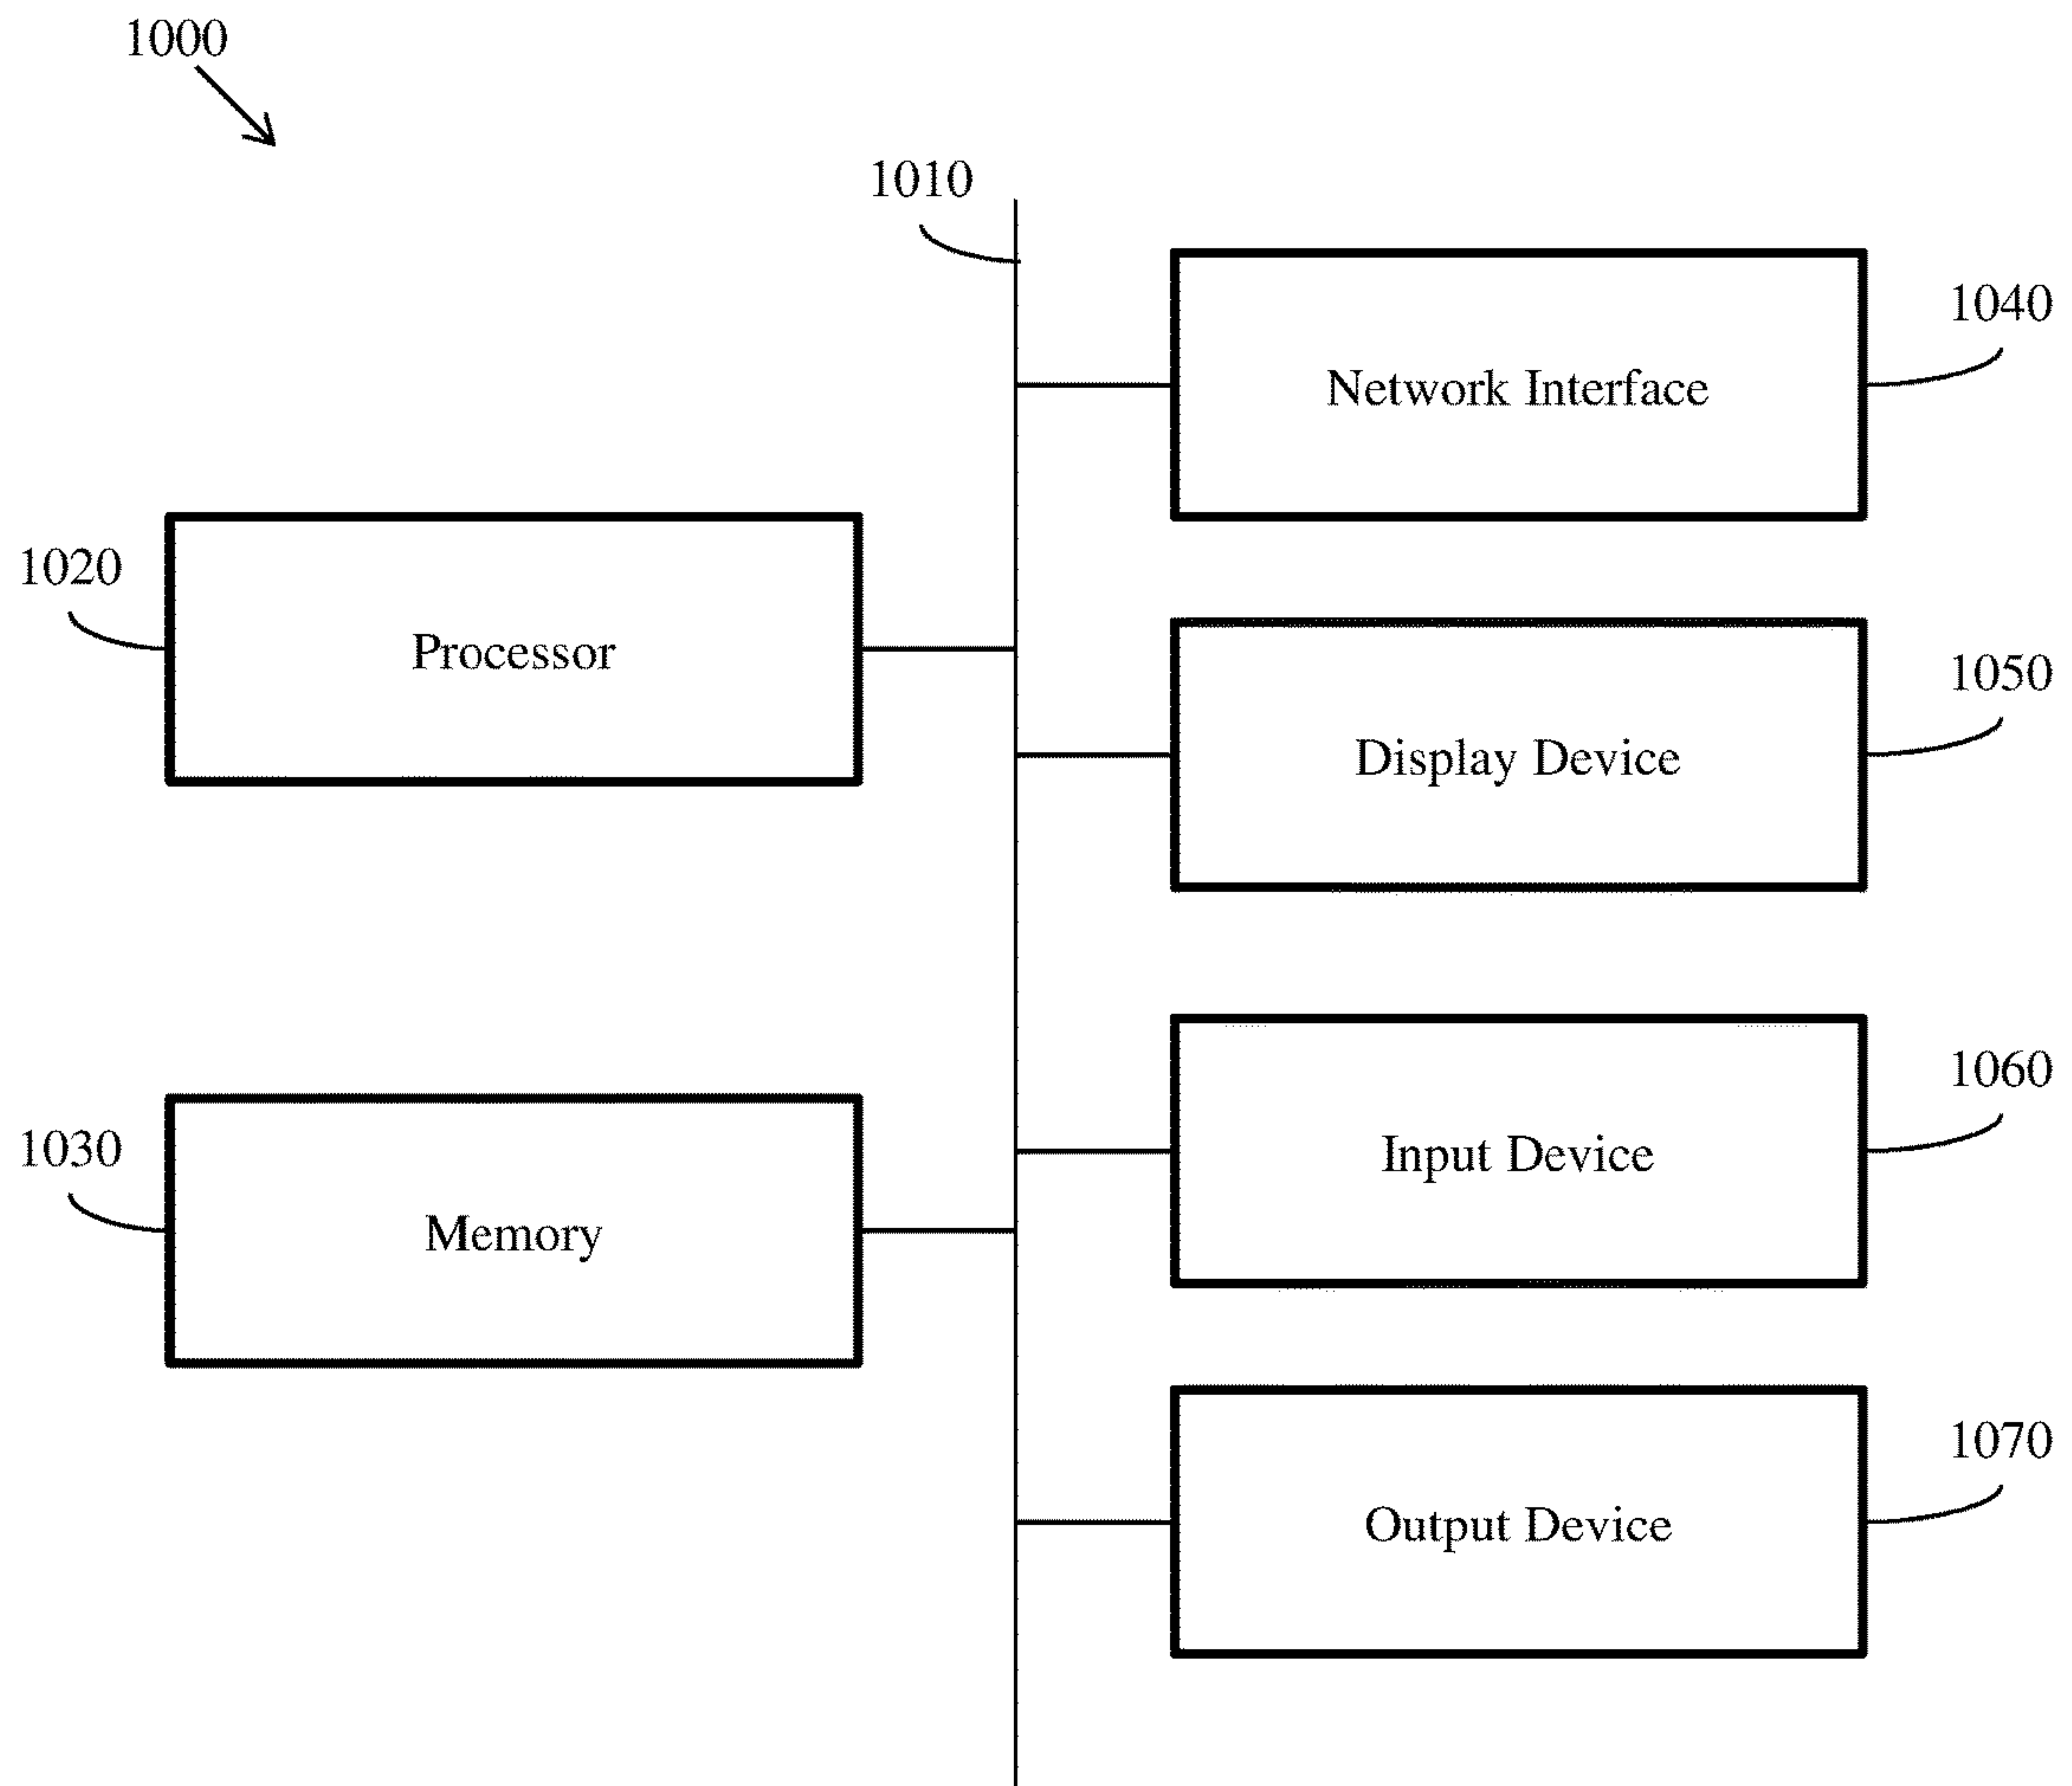 1000
1010
1040
Network Interface
1020
Processor
1050
Display Device
1060
Input Device
1030
Memory
1070
Output Device